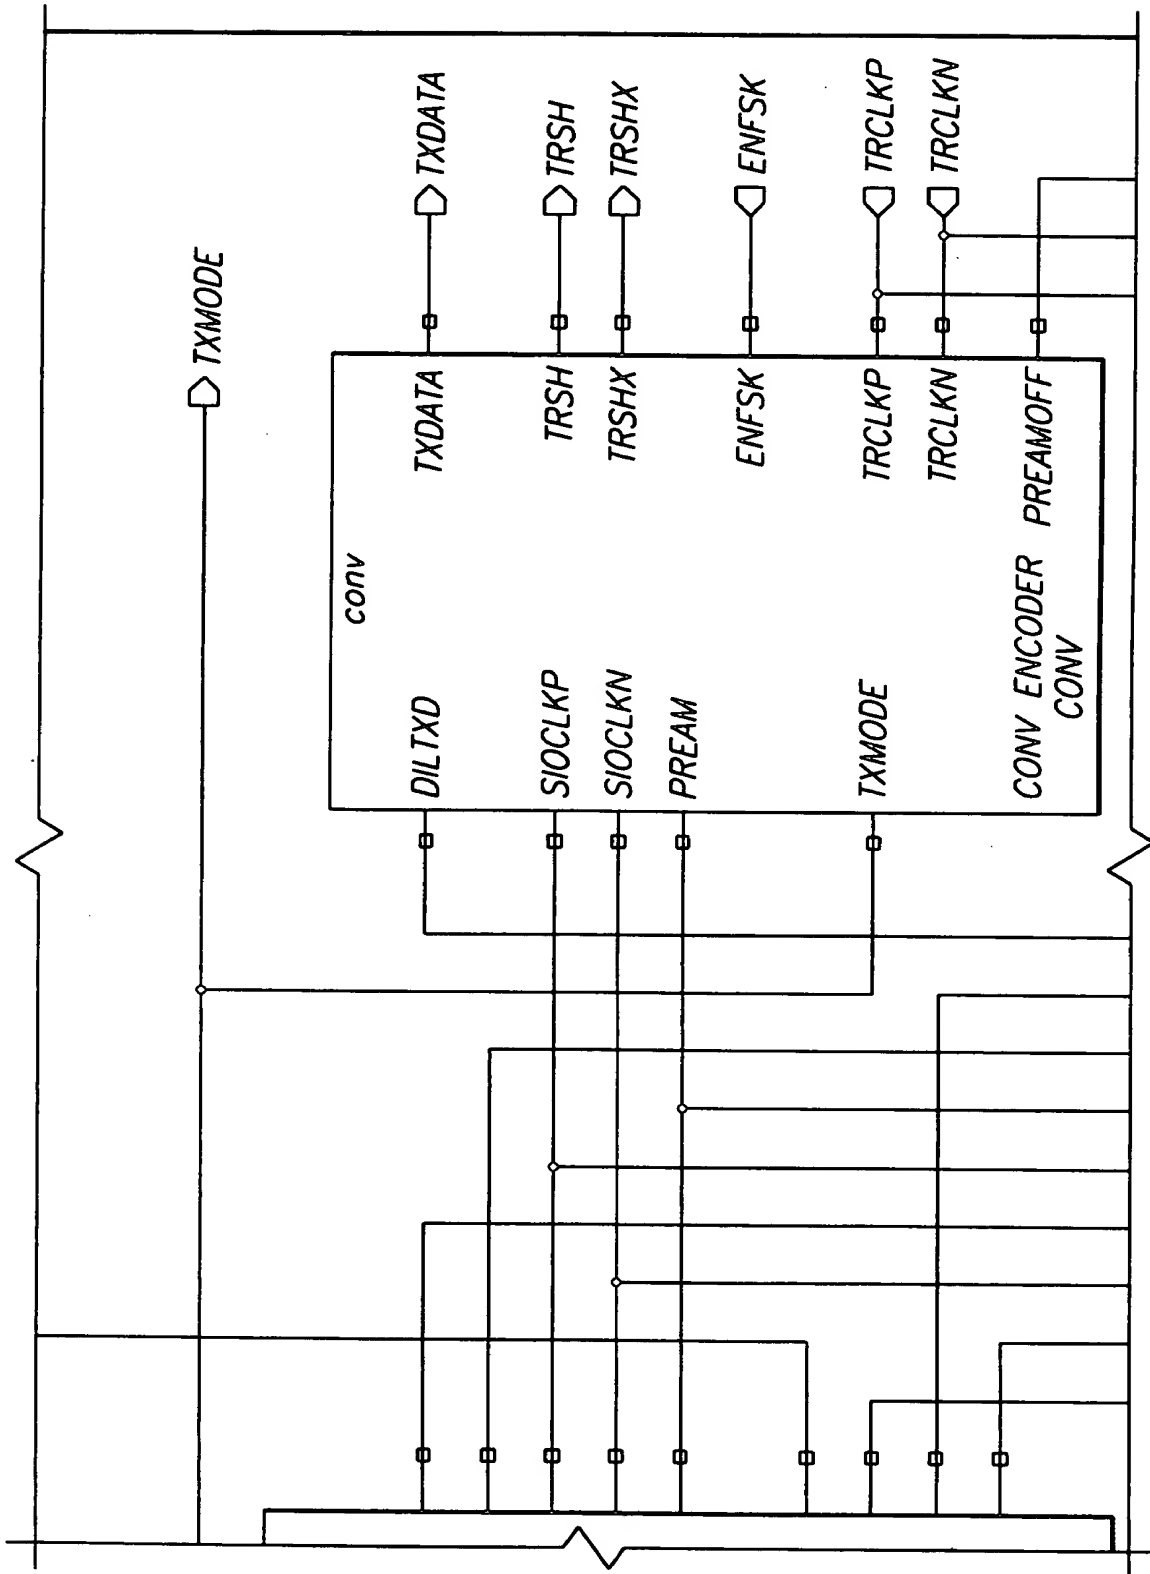 TXMODE
TXDATA
TRSH
TRSHX
ENFSK
TRCLKP
TRCLKN
conv
DILTXD
SIOCLKP
SIOCLKN
PREAM
TXMODE
TXDATA
TRSH
TRSHX
ENFSK
TRCLKP
TRCLKN
PREAMOFF
CONV ENCODER
CONV